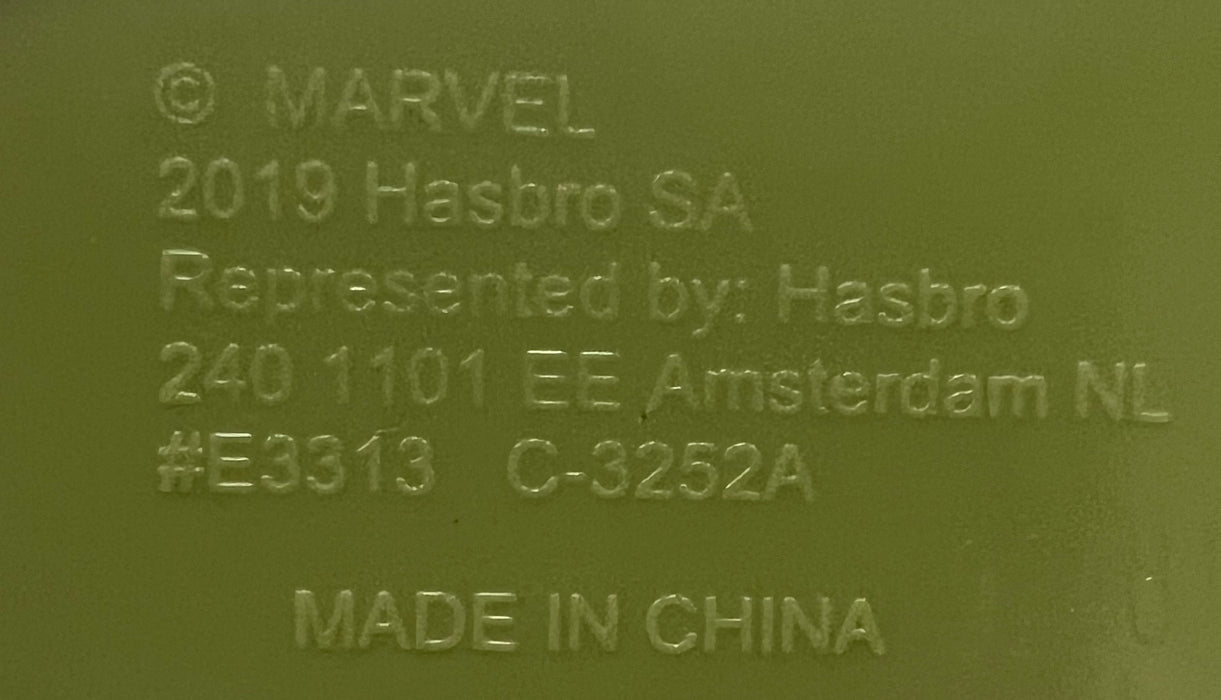 © MARVEL
2019 Hasbro SA
Represented by: Hasbro
240 1101 EE Amsterdam NL
#E3313 C-3252A
MADE IN CHINA